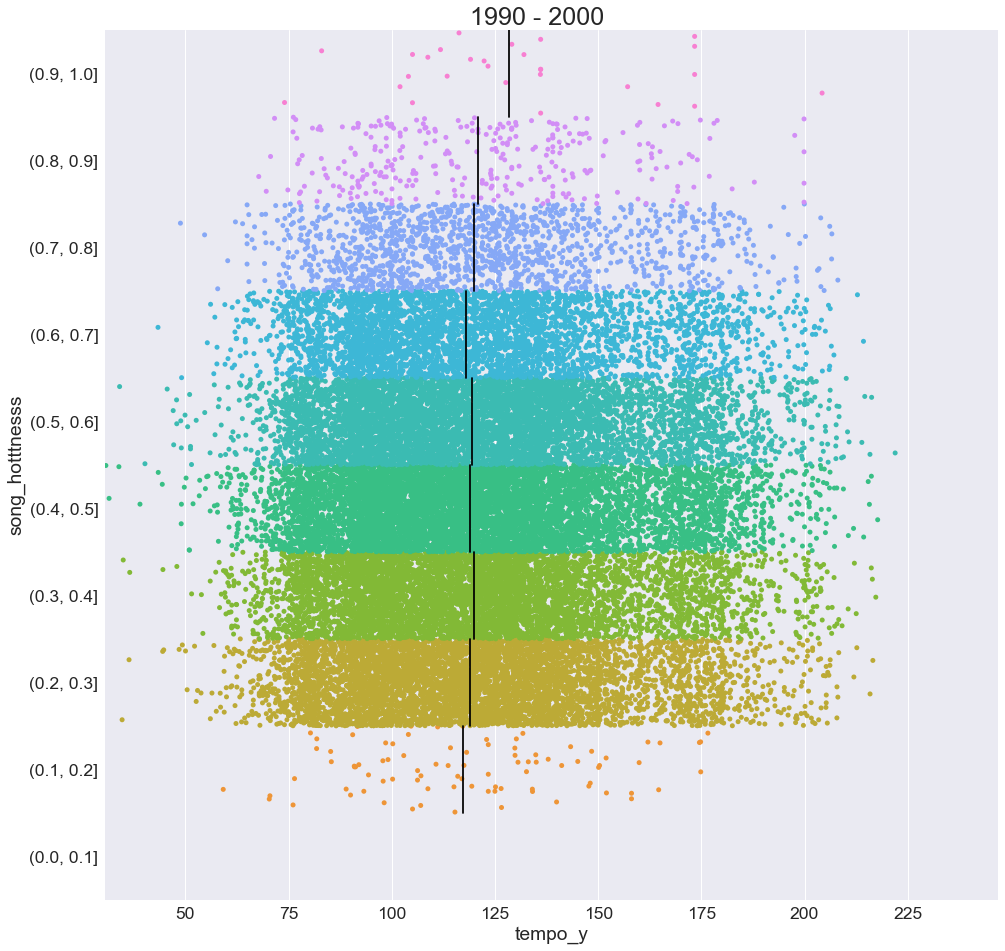 1990 - 2000
(0.9, 1.0]
(0.8, 0.9]
(0.7, 0.8]
(0.6, 0.7]
(0.5, 0.6]
(0.4, 0.5]
(0.3, 0.4]
(0.2, 0.3]
(0.1, 0.2]
(0.0, 0.1]
song_hotttnesss
50 75 100 125 150 175 200 225
tempo_y